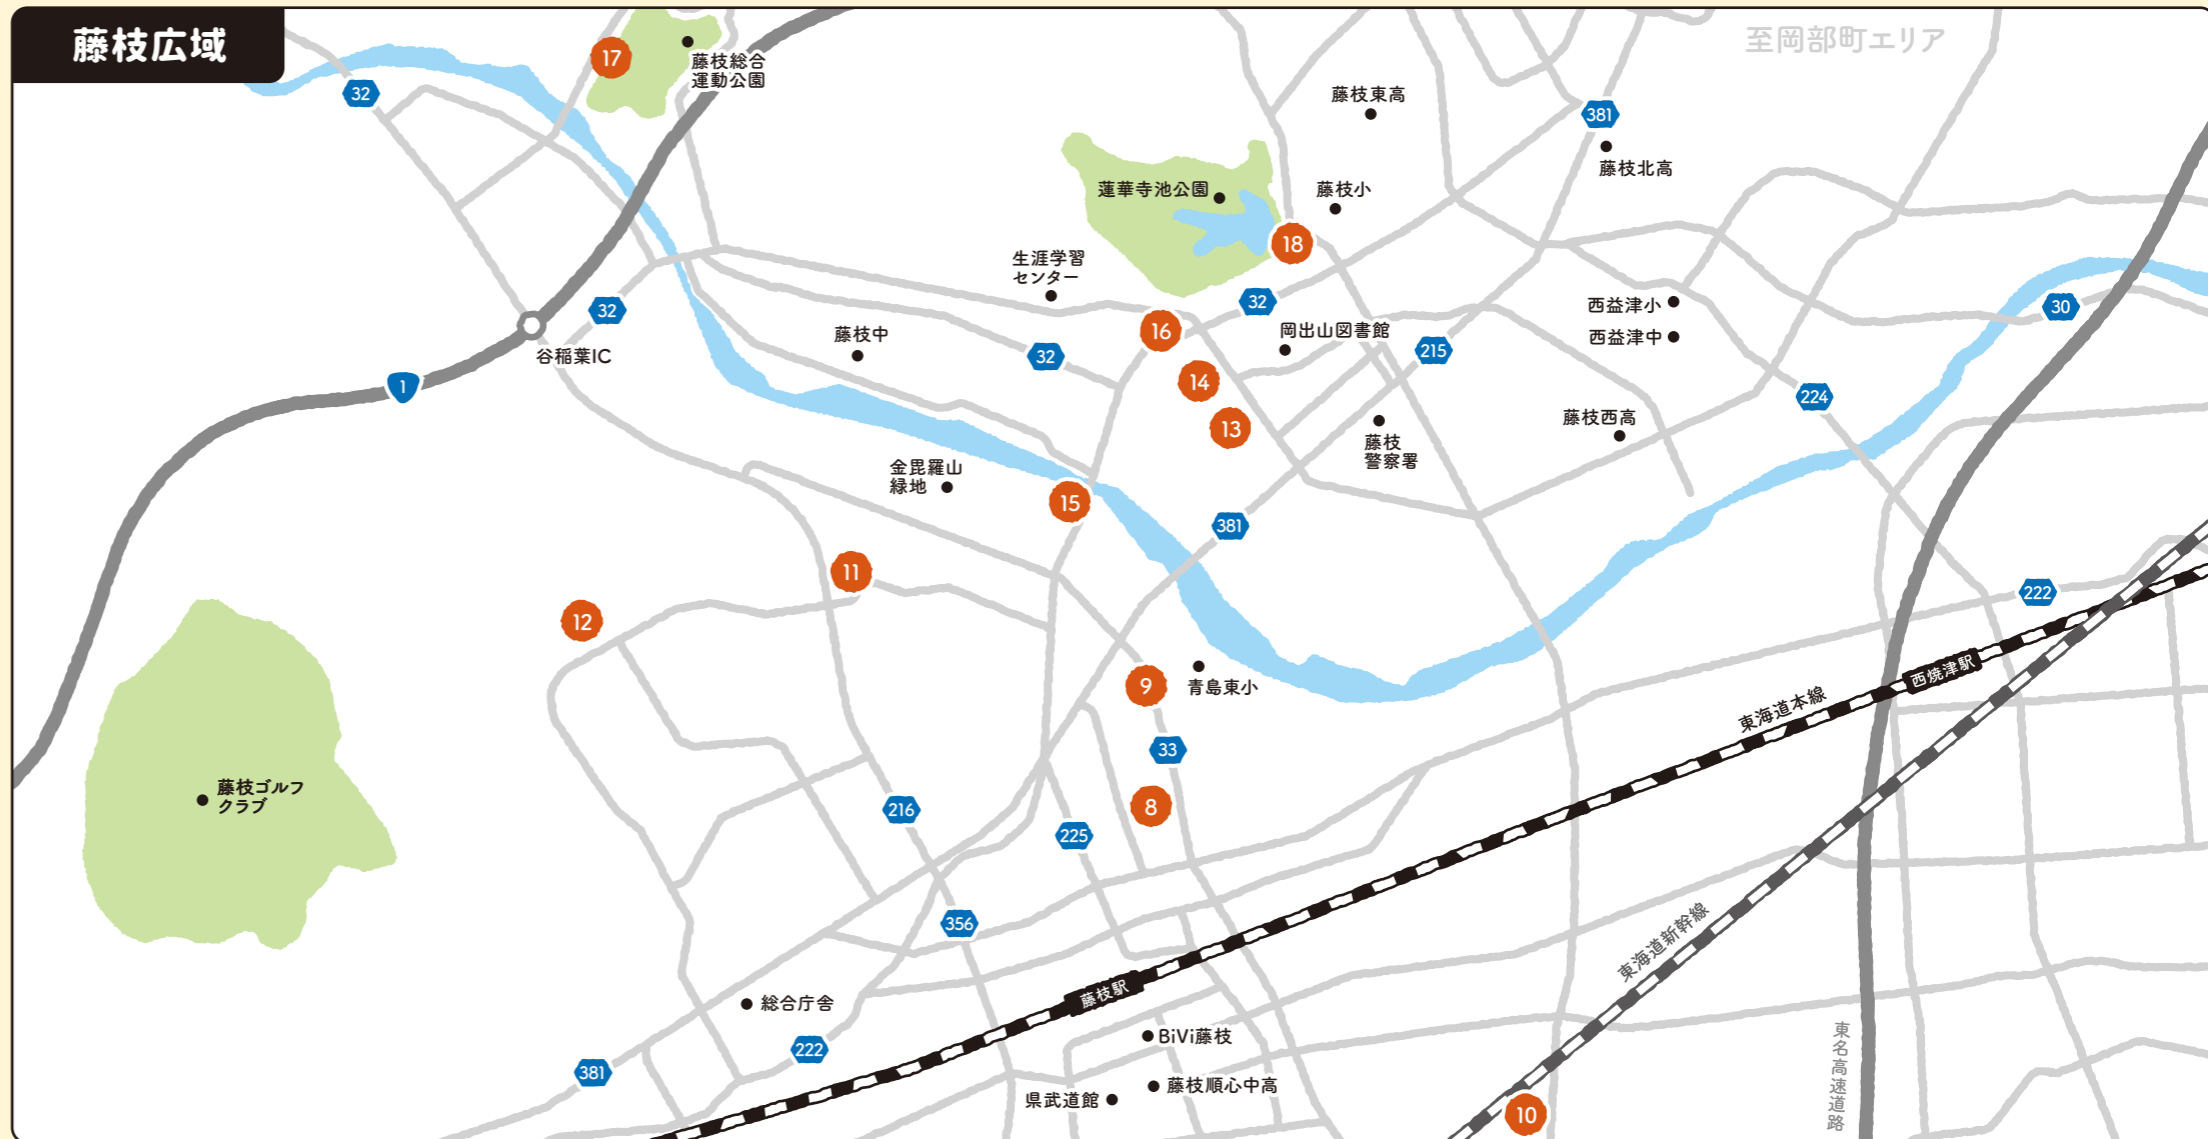 藤枝広域
至岡部町エリア
17
藤枝総合
運動公園
32
藤枝東高
381
藤枝北高
蓮華寺池公園
藤枝小
18
生涯学習
センター
32
32
16
岡出山図書館
西益津小
30
谷稲葉IC
藤枝中
32
215
西益津中
1
14
224
13
藤枝西高
藤枝
警察署
金毘羅山
緑地
15
381
11
12
222
9
青島東小
西焼津駅
東海道本線
33
藤枝ゴルフ
クラブ
216
8
225
356
東海道新幹線
藤枝駅
総合庁舎
BiVi藤枝
222
381
藤枝順心中高
県武道館
10
東名高速道路